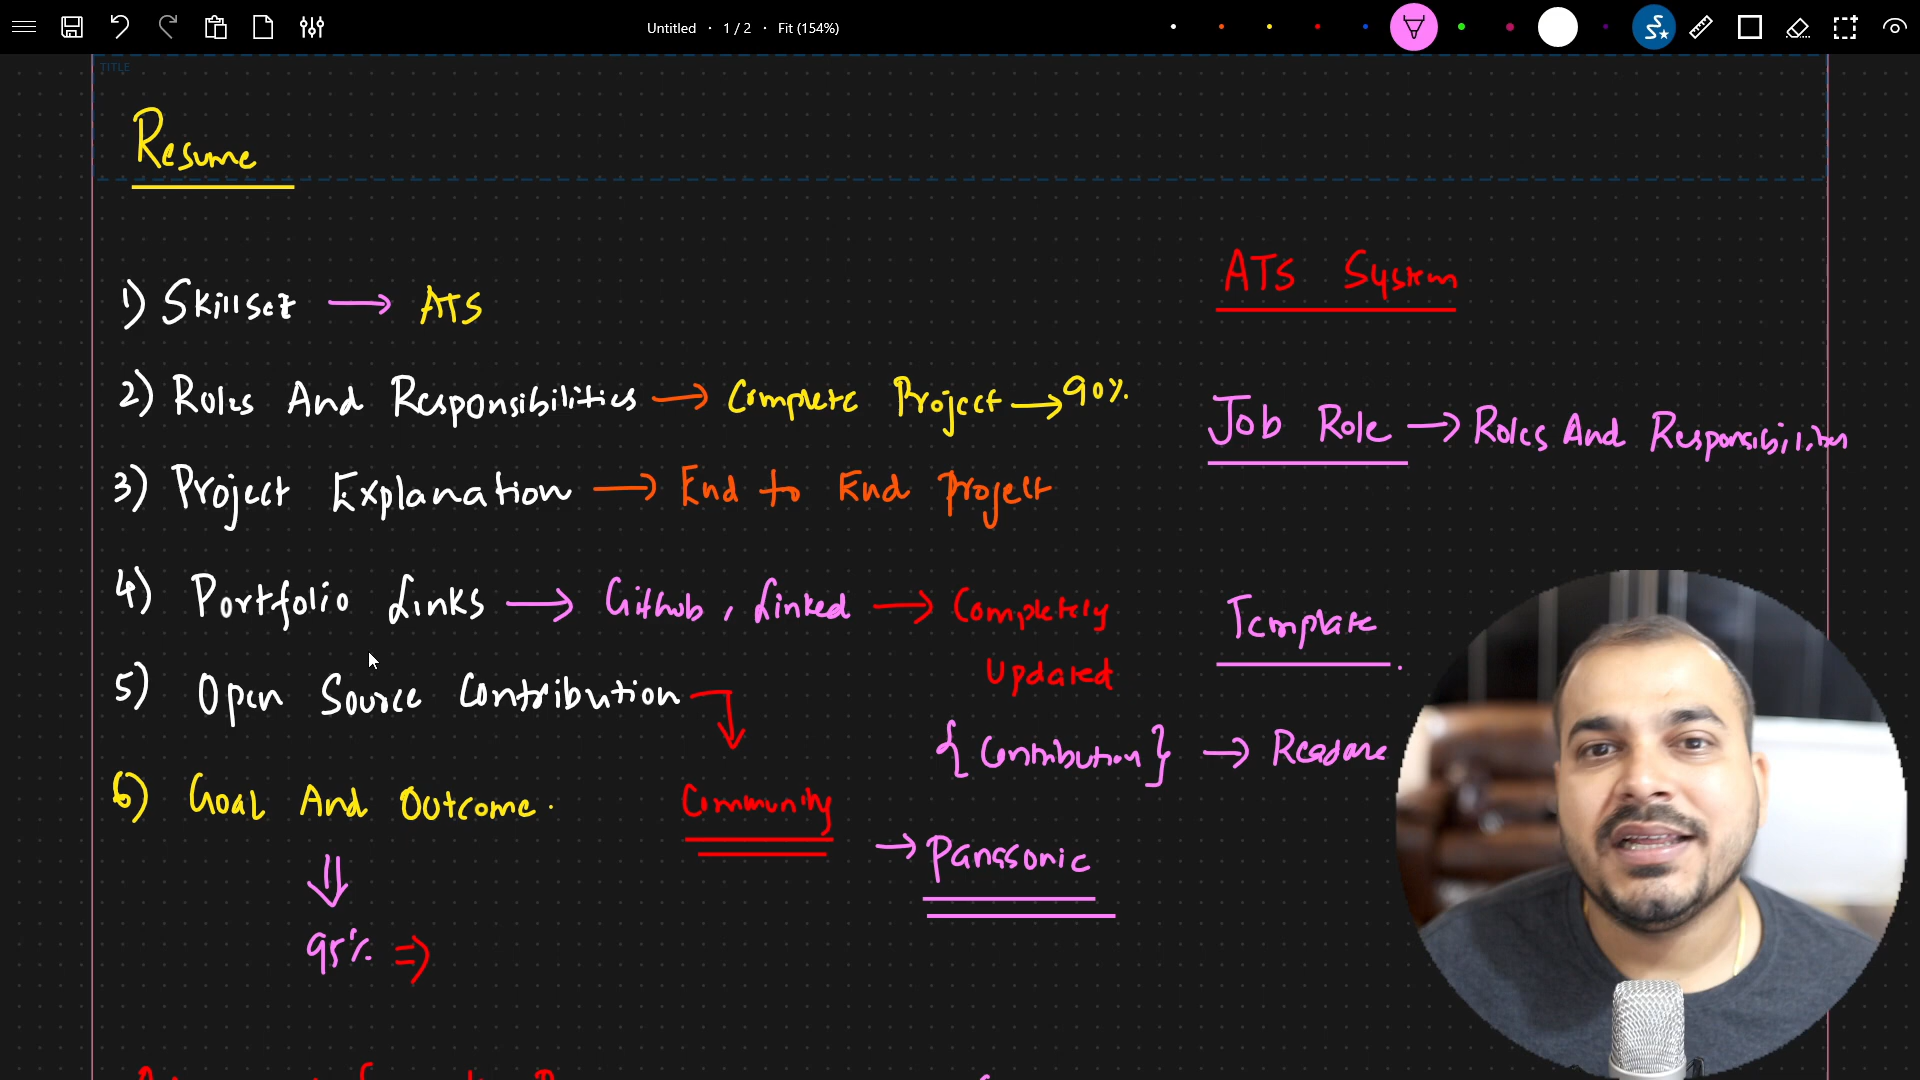 Untitled · 1 / 2 · Fit (154%)
TITLE
Resume
ATS System
1) Skillset → ATS
2) Roles And Responsibilities → Complete Project → 90%.
Job Role → Roles And Responsibilities
3) Project Explanation → End to End Project
4) Portfolio Links → Github, Linked → Completely
Updated
Template
5) Open Source Contribution
{Contribution} → Readme
6) Goal And Outcome.
Community
→ Panasonic
95% ⇒